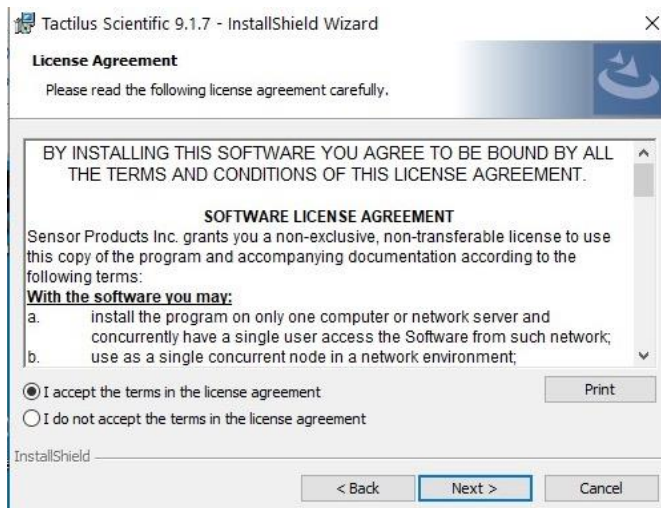 Tactilus Scientific 9.1.7 - InstallShield Wizard
License Agreement
Please read the following license agreement carefully.
BY INSTALLING THIS SOFTWARE YOU AGREE TO BE BOUND BY ALL
THE TERMS AND CONDITIONS OF THIS LICENSE AGREEMENT.
SOFTWARE LICENSE AGREEMENT
Sensor Products Inc. grants you a non-exclusive, non-transferable license to use
this copy of the program and accompanying documentation according to the
following terms:
With the software you may:
a. install the program on only one computer or network server and
concurrently have a single user access the Software from such network;
b. use as a single concurrent node in a network environment;
I accept the terms in the license agreement
Print
I do not accept the terms in the license agreement
InstallShield
< Back
Next >
Cancel